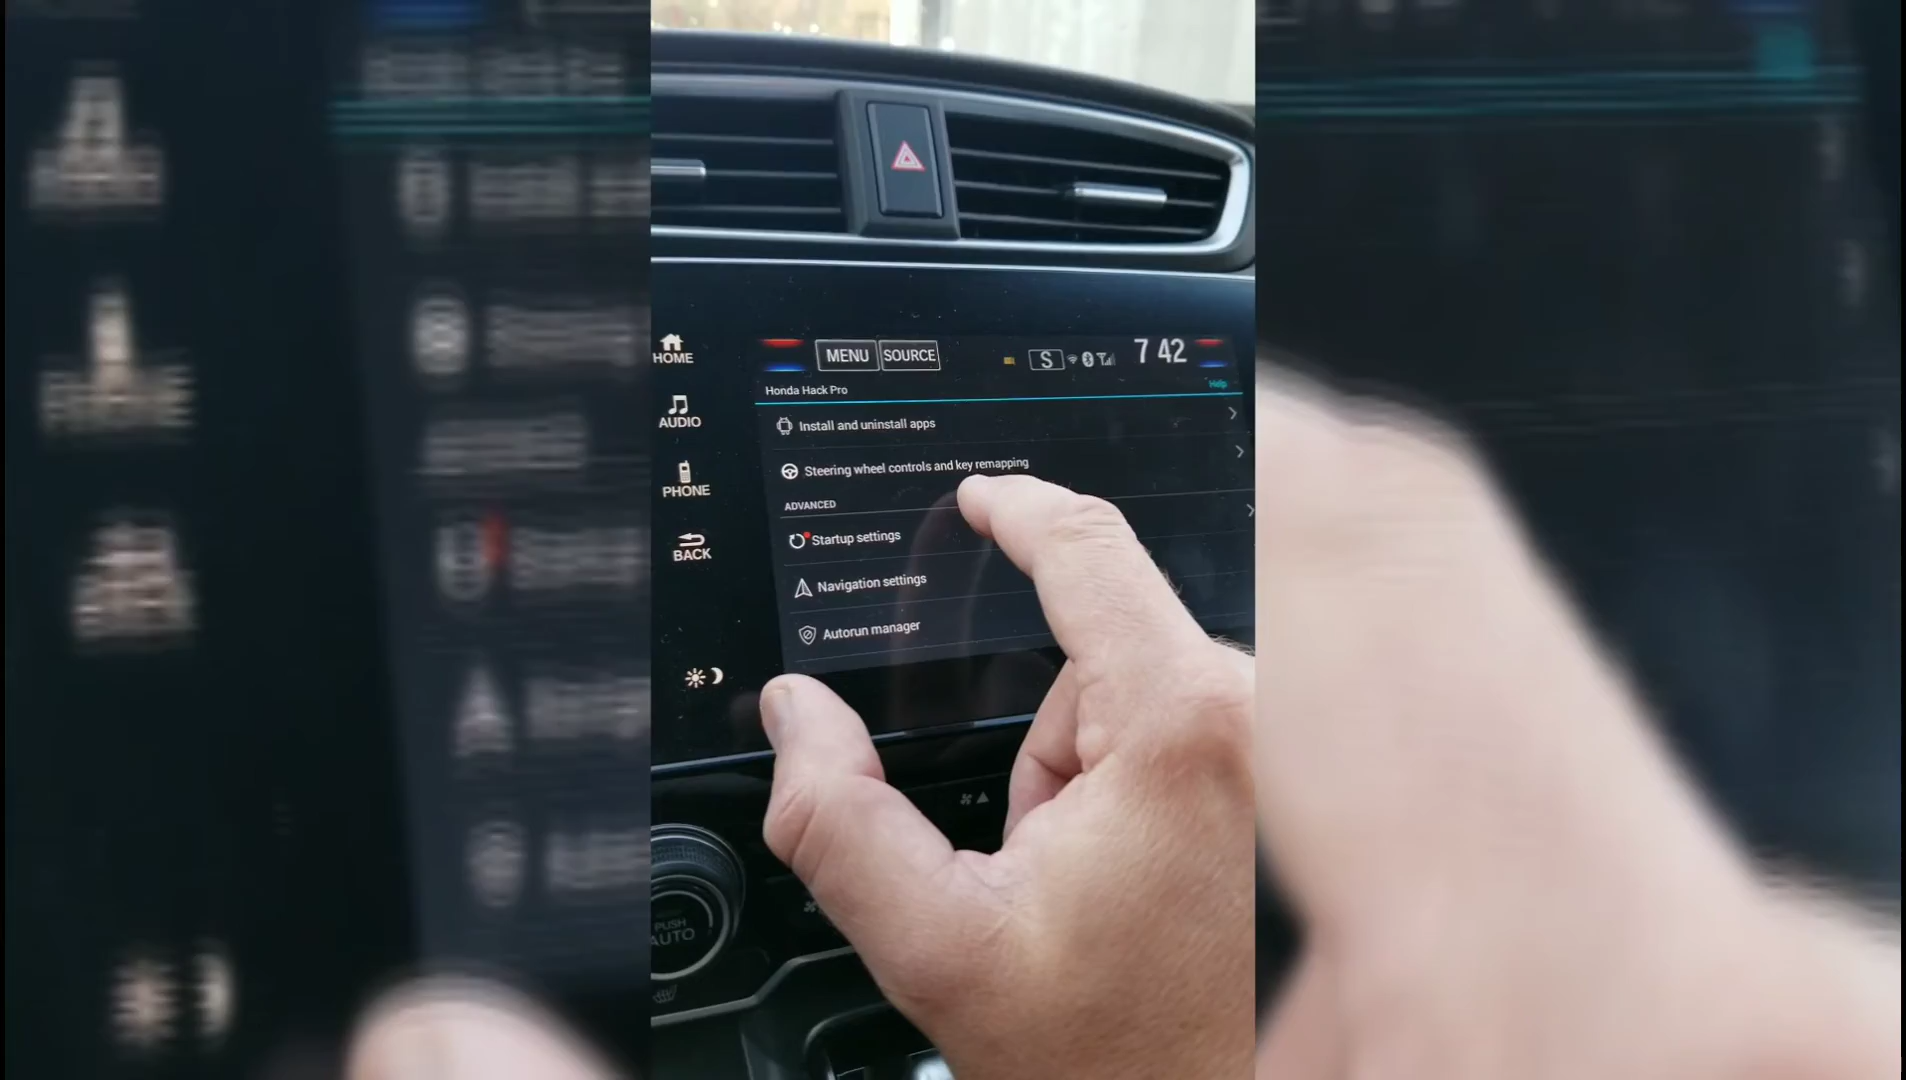 HOME
MENU SOURCE
S
7 42
Honda Hack Pro
Help
AUDIO
Install and uninstall apps
PHONE
Steering wheel controls and key remapping
ADVANCED
BACK
Startup settings
Navigation settings
Autorun manager
PUSH
AUTO